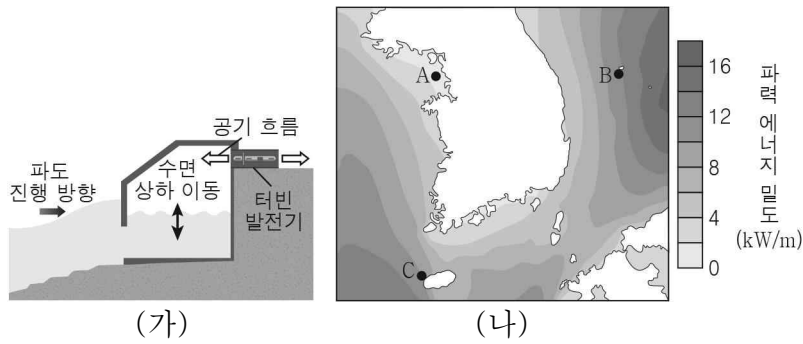 공기 흐름
파도
진행 방향
수면
상하 이동
터빈
발전기
(가)
A
B
C
16
12
8
4
0
파력 에너지 밀도
(kW/m)
(나)